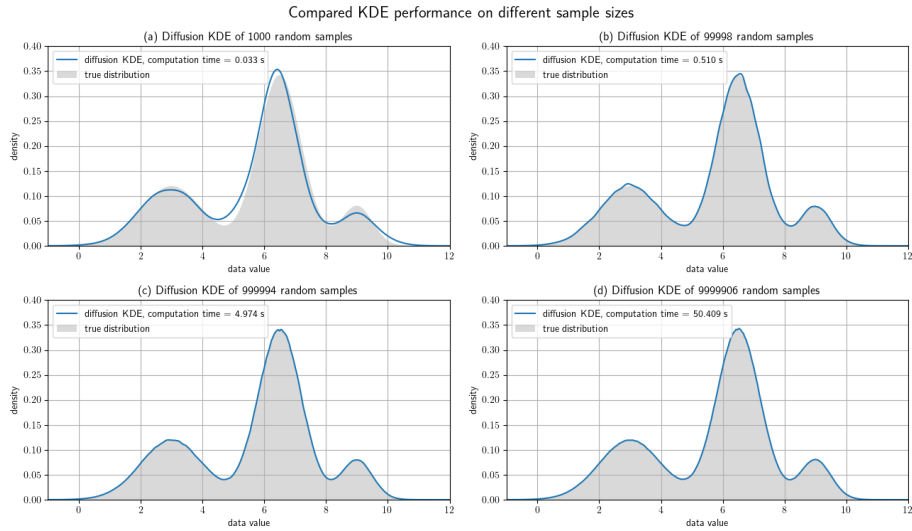 Compared KDE performance on different sample sizes
(a) Diffusion KDE of 1000 random samples
diffusion KDE, computation time = 0.033 s
true distribution
0.40
0.35
0.30
0.25
0.20
0.15
0.10
0.05
0.00
density
0 2 4 6 8 10 12
data value
(b) Diffusion KDE of 99998 random samples
diffusion KDE, computation time = 0.510 s
true distribution
0.40
0.35
0.30
0.25
0.20
0.15
0.10
0.05
0.00
density
0 2 4 6 8 10 12
data value
(c) Diffusion KDE of 999994 random samples
diffusion KDE, computation time = 4.974 s
true distribution
0.40
0.35
0.30
0.25
0.20
0.15
0.10
0.05
0.00
density
0 2 4 6 8 10 12
data value
(d) Diffusion KDE of 9999906 random samples
diffusion KDE, computation time = 50.409 s
true distribution
0.40
0.35
0.30
0.25
0.20
0.15
0.10
0.05
0.00
density
0 2 4 6 8 10 12
data value